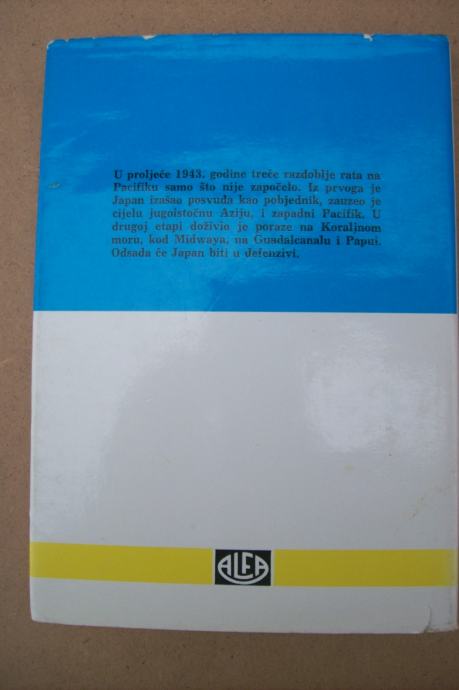 U proljeće 1943. godine treće razdoblje rata na
Pacifiku samo što nije započelo. Iz prvoga je
Japan izašao posvuda kao pobjednik, zauzeo je
cijelu jugoistočnu Aziju, i zapadni Pacifik. U
drugoj etapi doživio je poraze na Koraljnom
moru, kod Midwaya, na Guadalcanalu i Papui.
Odsada će Japan biti u defenzivi.
ALFA